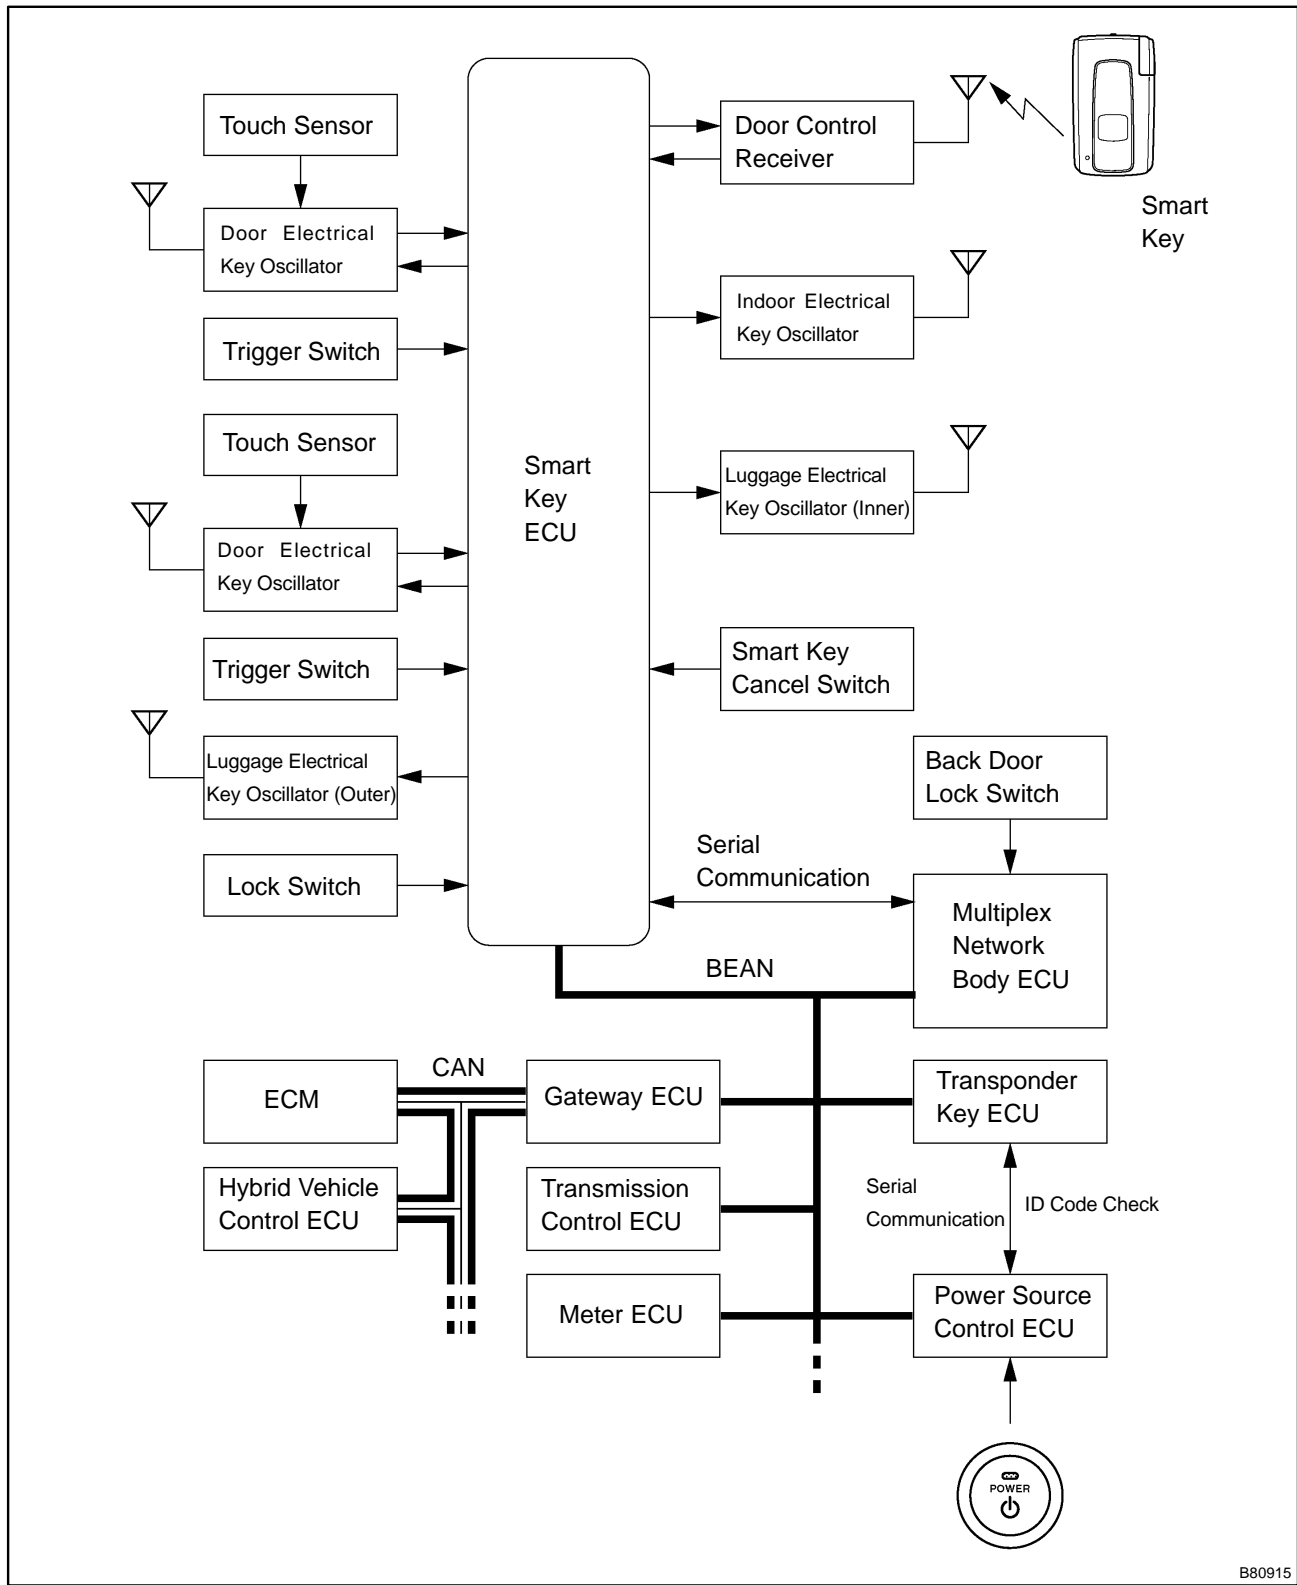 Touch Sensor
Door Electrical
Key Oscillator
Trigger Switch
Touch Sensor
Door Electrical
Key Oscillator
Trigger Switch
Luggage Electrical
Key Oscillator (Outer)
Lock Switch
Smart
Key
ECU
Door Control
Receiver
Smart
Key
Indoor Electrical
Key Oscillator
Luggage Electrical
Key Oscillator (Inner)
Smart Key
Cancel Switch
Back Door
Lock Switch
Serial
Communication
Multiplex
Network
Body ECU
BEAN
CAN
ECM
Gateway ECU
Transponder
Key ECU
Hybrid Vehicle
Control ECU
Transmission
Control ECU
Serial
Communication
ID Code Check
Meter ECU
Power Source
Control ECU
POWER
B80915